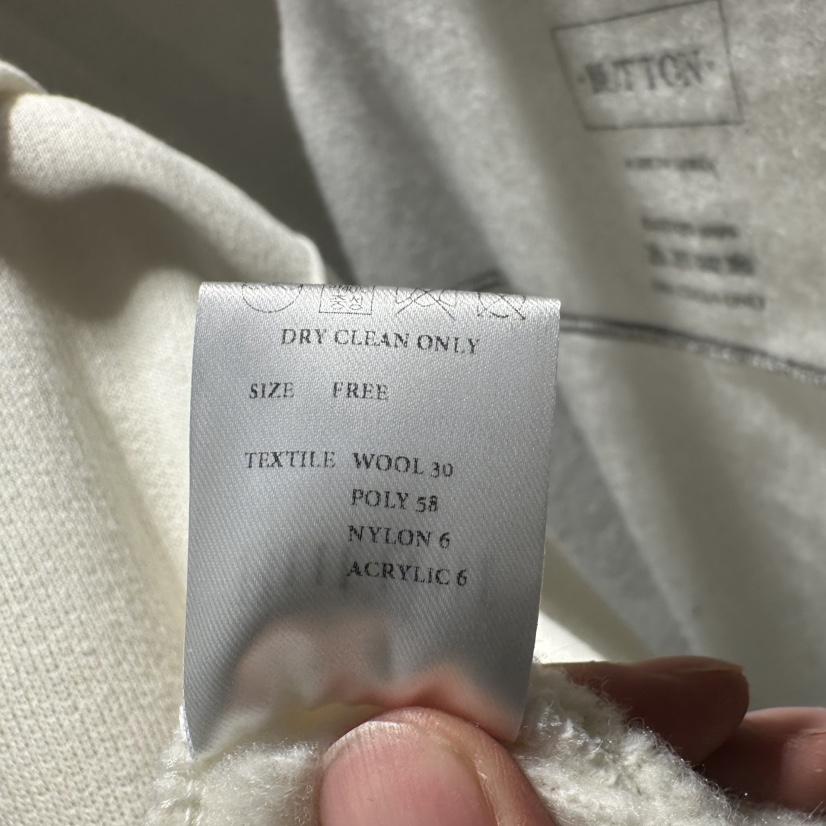 ·BUTTON·
DRY CLEAN ONLY
SIZE FREE
TEXTILE WOOL 30
POLY 58
NYLON 6
ACRYLIC 6